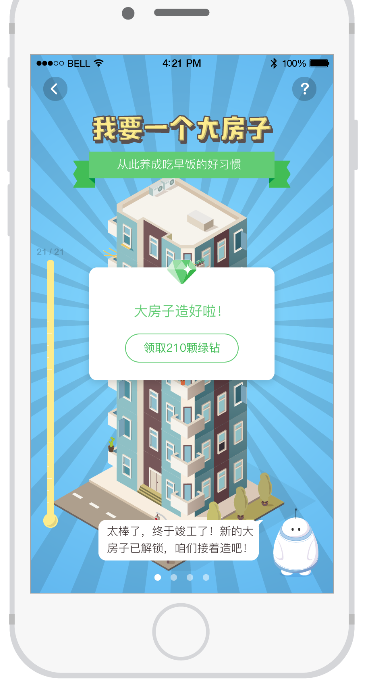 BELL 4:21 PM 100%
?
我要一个大房子
从此养成吃早饭的好习惯
21 / 21
大房子造好啦！
领取210颗绿钻
太棒了，终于竣工了！新的大
房子已解锁，咱们接着造吧！